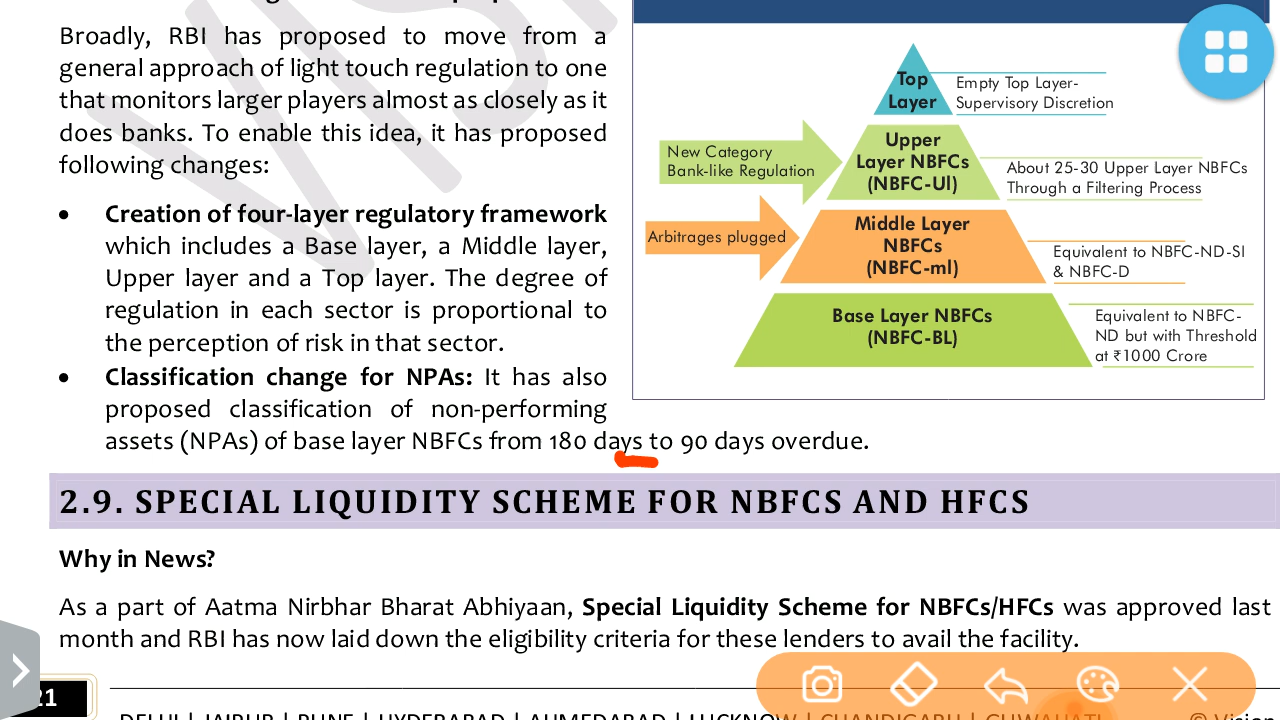 Broadly, RBI has proposed to move from a
general approach of light touch regulation to one
that monitors larger players almost as closely as it
does banks. To enable this idea, it has proposed
following changes:
• Creation of four-layer regulatory framework
which includes a Base layer, a Middle layer,
Upper layer and a Top layer. The degree of
regulation in each sector is proportional to
the perception of risk in that sector.
• Classification change for NPAs: It has also
proposed classification of non-performing
assets (NPAs) of base layer NBFCs from 180 days to 90 days overdue.
Top
Layer
Empty Top Layer-
Supervisory Discretion
New Category
Bank-like Regulation
Upper
Layer NBFCs
(NBFC-Ul)
About 25-30 Upper Layer NBFCs
Through a Filtering Process
Arbitrages plugged
Middle Layer
NBFCs
(NBFC-ml)
Equivalent to NBFC-ND-SI
& NBFC-D
Base Layer NBFCs
(NBFC-BL)
Equivalent to NBFC-
ND but with Threshold
at ₹1000 Crore
2.9. SPECIAL LIQUIDITY SCHEME FOR NBFCS AND HFCS
Why in News?
As a part of Aatma Nirbhar Bharat Abhiyaan, Special Liquidity Scheme for NBFCs/HFCs was approved last
month and RBI has now laid down the eligibility criteria for these lenders to avail the facility.
21
DELHI | JAIPUR | PUNE | HYDERABAD | AHMEDABAD | LUCKNOW | CHANDIGARH | GUWAHATI
© Vision